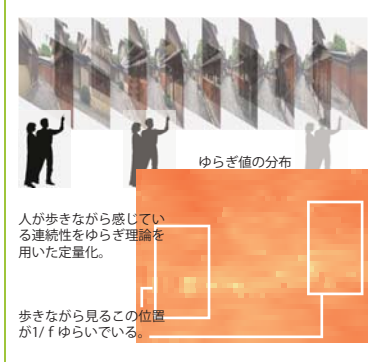 ゆらぎ値の分布
人が歩きながら感じてい
る連続性をゆらぎ理論を
用いた定量化。
歩きながら見るこの位置
が1/ f ゆらいでいる。